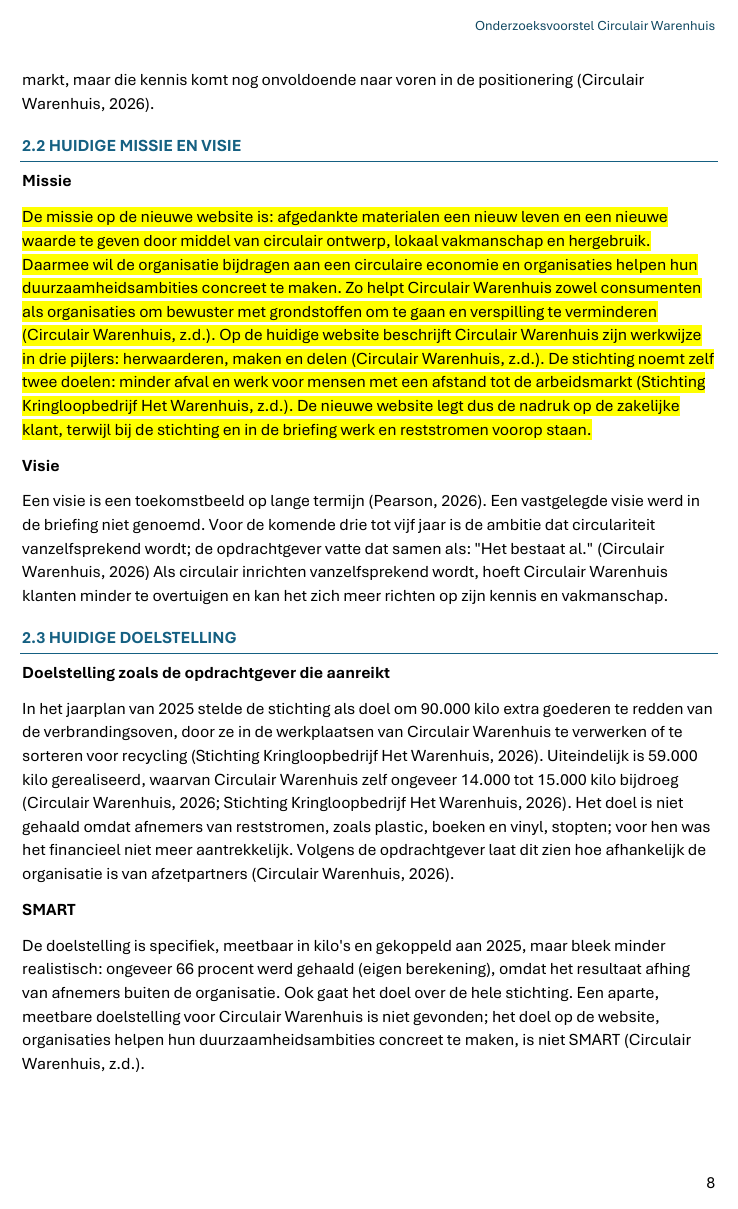 Onderzoeksvoorstel Circulair Warenhuis
markt, maar die kennis komt nog onvoldoende naar voren in de positionering (Circulair
Warenhuis, 2026).
2.2 HUIDIGE MISSIE EN VISIE
Missie
De missie op de nieuwe website is: afgedankte materialen een nieuw leven en een nieuwe
waarde te geven door middel van circulair ontwerp, lokaal vakmanschap en hergebruik.
Daarmee wil de organisatie bijdragen aan een circulaire economie en organisaties helpen hun
duurzaamheidsambities concreet te maken. Zo helpt Circulair Warenhuis zowel consumenten
als organisaties om bewuster met grondstoffen om te gaan en verspilling te verminderen
(Circulair Warenhuis, z.d.). Op de huidige website beschrijft Circulair Warenhuis zijn werkwijze
in drie pijlers: herwaarderen, maken en delen (Circulair Warenhuis, z.d.). De stichting noemt zelf
twee doelen: minder afval en werk voor mensen met een afstand tot de arbeidsmarkt (Stichting
Kringloopbedrijf Het Warenhuis, z.d.). De nieuwe website legt dus de nadruk op de zakelijke
klant, terwijl bij de stichting en in de briefing werk en reststromen voorop staan.
Visie
Een visie is een toekomstbeeld op lange termijn (Pearson, 2026). Een vastgelegde visie werd in
de briefing niet genoemd. Voor de komende drie tot vijf jaar is de ambitie dat circulariteit
vanzelfsprekend wordt; de opdrachtgever vatte dat samen als: "Het bestaat al." (Circulair
Warenhuis, 2026) Als circulair inrichten vanzelfsprekend wordt, hoeft Circulair Warenhuis
klanten minder te overtuigen en kan het zich meer richten op zijn kennis en vakmanschap.
2.3 HUIDIGE DOELSTELLING
Doelstelling zoals de opdrachtgever die aanreikt
In het jaarplan van 2025 stelde de stichting als doel om 90.000 kilo extra goederen te redden van
de verbrandingsoven, door ze in de werkplaatsen van Circulair Warenhuis te verwerken of te
sorteren voor recycling (Stichting Kringloopbedrijf Het Warenhuis, 2026). Uiteindelijk is 59.000
kilo gerealiseerd, waarvan Circulair Warenhuis zelf ongeveer 14.000 tot 15.000 kilo bijdroeg
(Circulair Warenhuis, 2026; Stichting Kringloopbedrijf Het Warenhuis, 2026). Het doel is niet
gehaald omdat afnemers van reststromen, zoals plastic, boeken en vinyl, stopten; voor hen was
het financieel niet meer aantrekkelijk. Volgens de opdrachtgever laat dit zien hoe afhankelijk de
organisatie is van afzetpartners (Circulair Warenhuis, 2026).
SMART
De doelstelling is specifiek, meetbaar in kilo's en gekoppeld aan 2025, maar bleek minder
realistisch: ongeveer 66 procent werd gehaald (eigen berekening), omdat het resultaat afhing
van afnemers buiten de organisatie. Ook gaat het doel over de hele stichting. Een aparte,
meetbare doelstelling voor Circulair Warenhuis is niet gevonden; het doel op de website,
organisaties helpen hun duurzaamheidsambities concreet te maken, is niet SMART (Circulair
Warenhuis, z.d.).
8